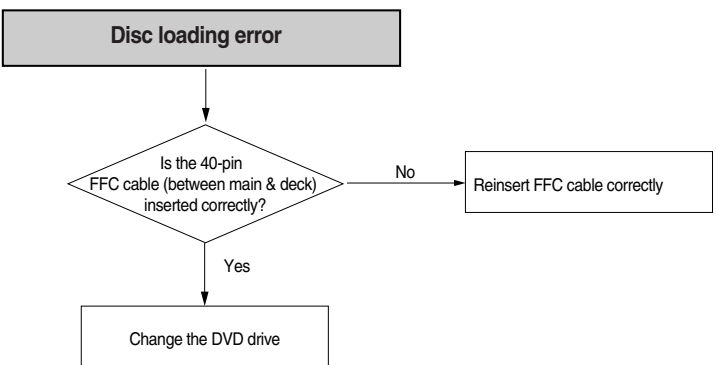 Disc loading error
Is the 40-pin
FFC cable (between main & deck)
inserted correctly?
No
Reinsert FFC cable correctly
Yes
Change the DVD drive